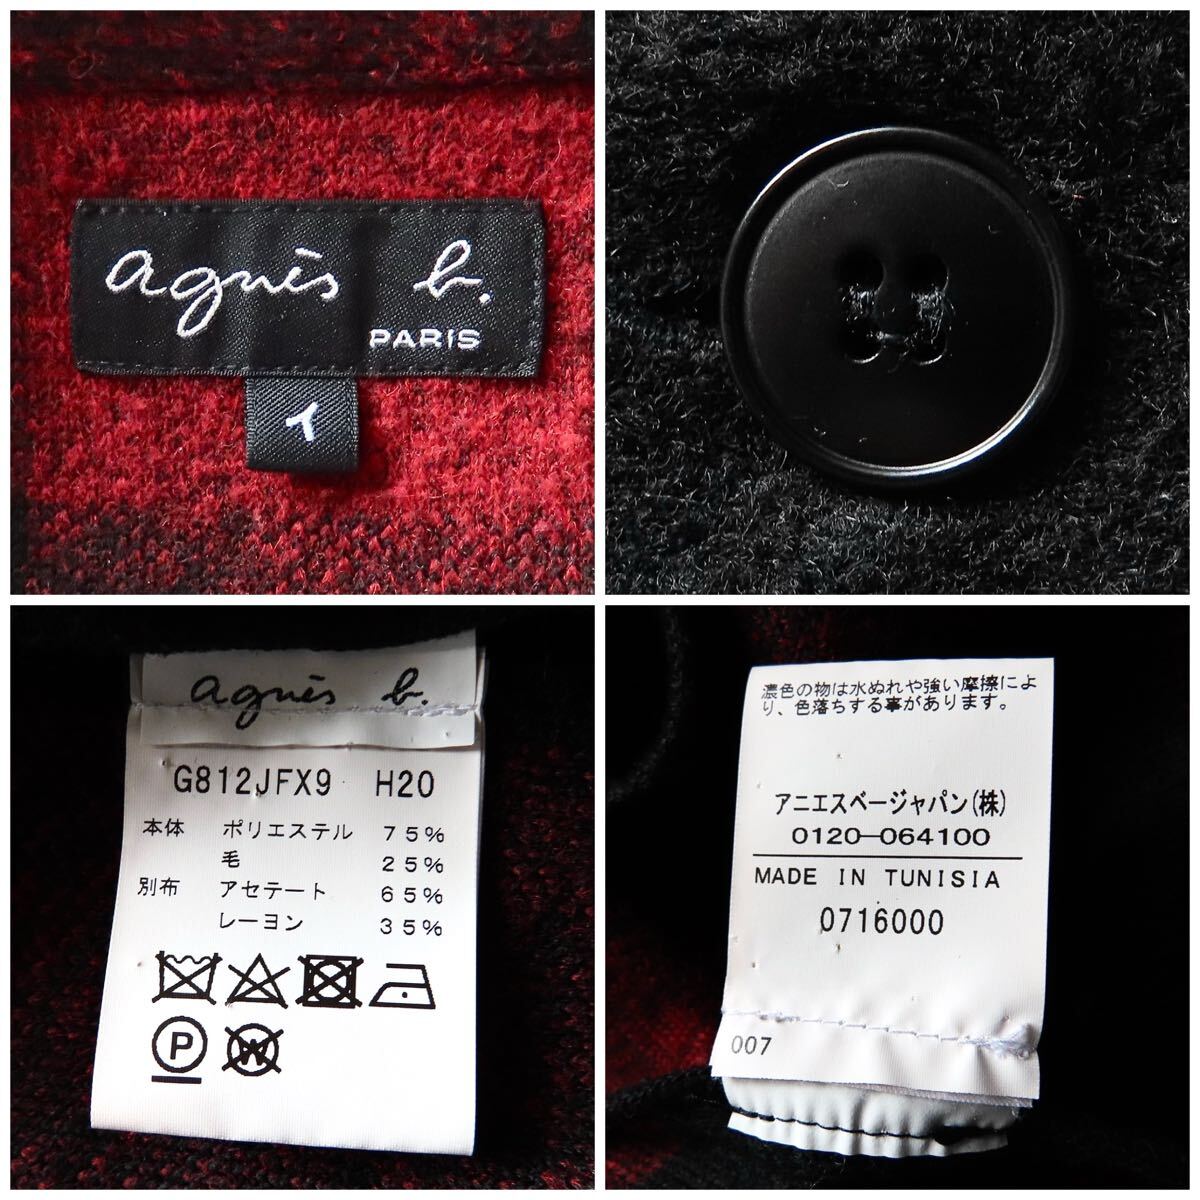 agnès b.
PARIS
1
agnès b.
G812JFX9 H20
本体 ポリエステル 75%
毛 25%
別布 アセテート 65%
レーヨン 35%
P
W
濃色の物は水ぬれや強い摩擦によ
り、色落ちする事があります。
アニエスベージャパン(株)
0120-064100
MADE IN TUNISIA
0716000
007